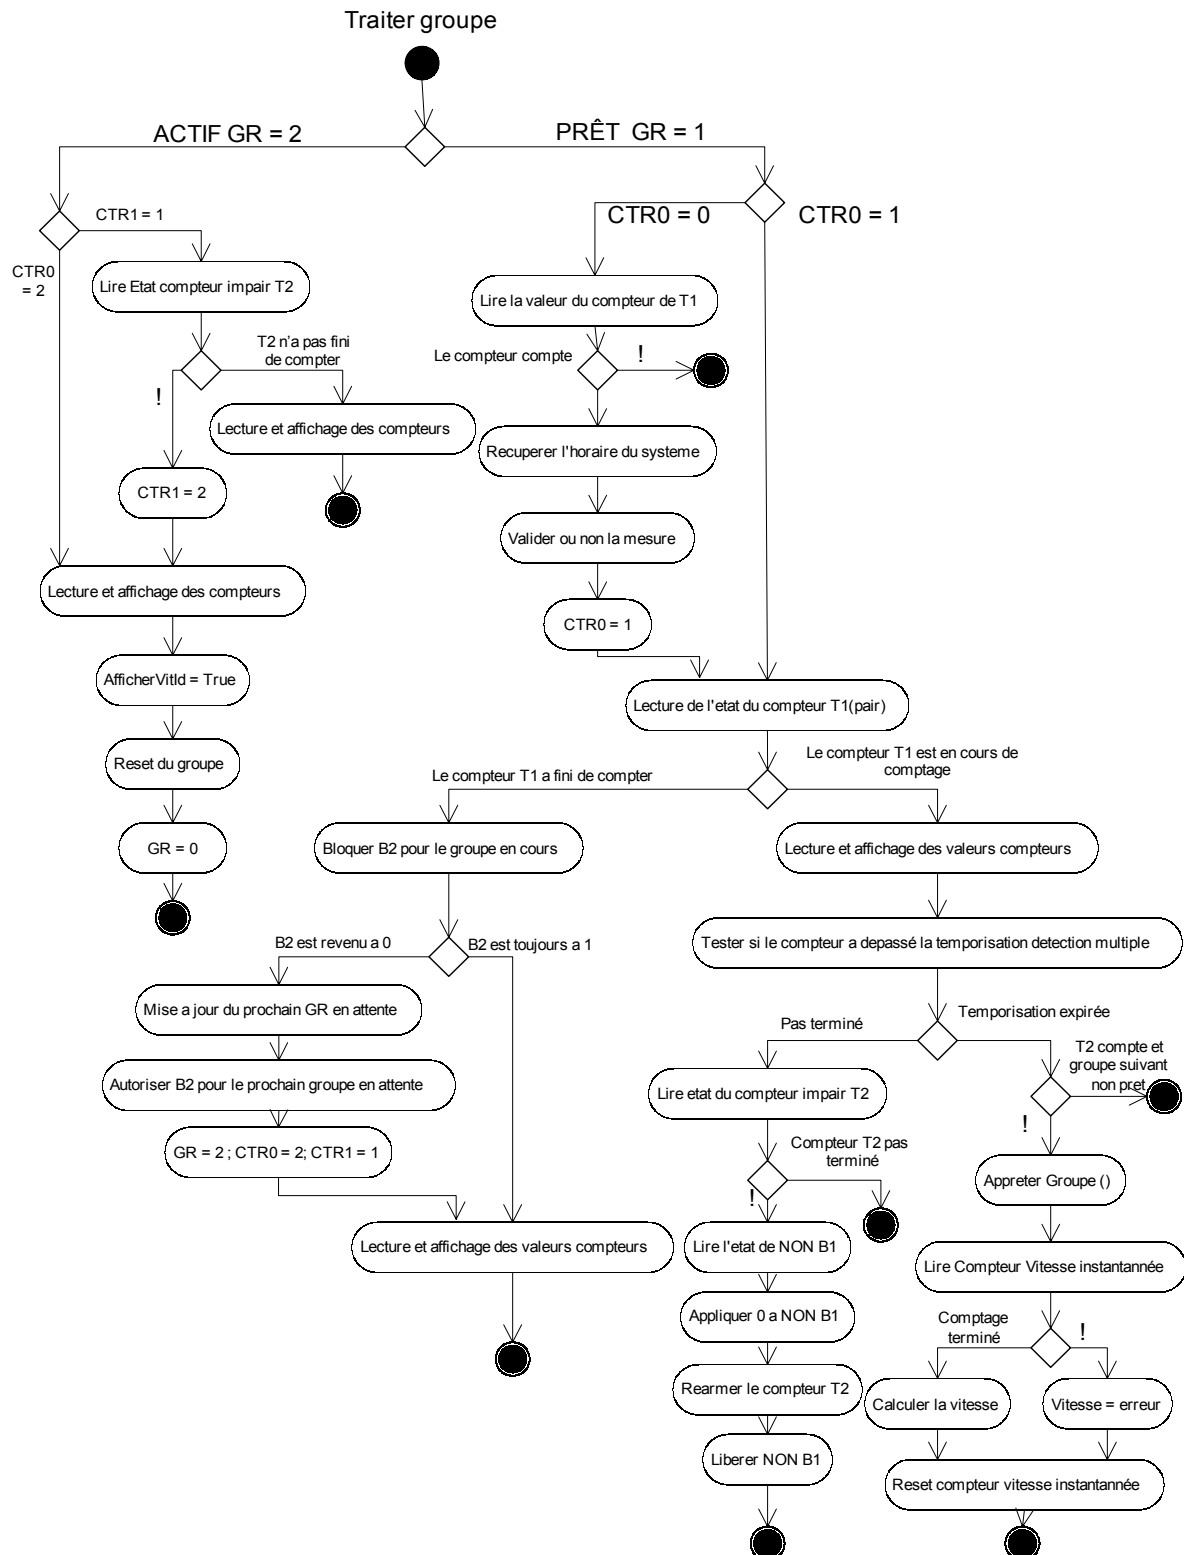 Traiter groupe
ACTIF GR = 2
PRÊT  GR = 1
CTR1 = 1
CTR0 = 0
CTR0 = 1
CTR0
= 2
Lire Etat compteur impair T2
Lire la valeur du compteur de T1
T2 n'a pas fini
de compter
Le compteur compte
!
!
Lecture et affichage des compteurs
Recuperer l'horaire du systeme
CTR1 = 2
Valider ou non la mesure
Lecture et affichage des compteurs
CTR0 = 1
AfficherVitId = True
Lecture de l'etat du compteur T1(pair)
Reset du groupe
Le compteur T1 a fini de compter
Le compteur T1 est en cours de
comptage
GR = 0
Bloquer B2 pour le groupe en cours
Lecture et affichage des valeurs compteurs
B2 est revenu a 0
B2 est toujours a 1
Tester si le compteur a depassé la temporisation detection multiple
Mise a jour du prochain GR en attente
Pas terminé
Temporisation expirée
T2 compte et
groupe suivant
non pret
Autoriser B2 pour le prochain groupe en attente
Lire etat du compteur impair T2
!
GR = 2 ; CTR0 = 2; CTR1 = 1
Compteur T2 pas
terminé
Appreter Groupe ()
!
Lecture et affichage des valeurs compteurs
Lire l'etat de NON B1
Lire Compteur Vitesse instantannée
Appliquer 0 a NON B1
Comptage
terminé
!
Rearmer le compteur T2
Calculer la vitesse
Vitesse = erreur
Liberer NON B1
Reset compteur vitesse instantannée